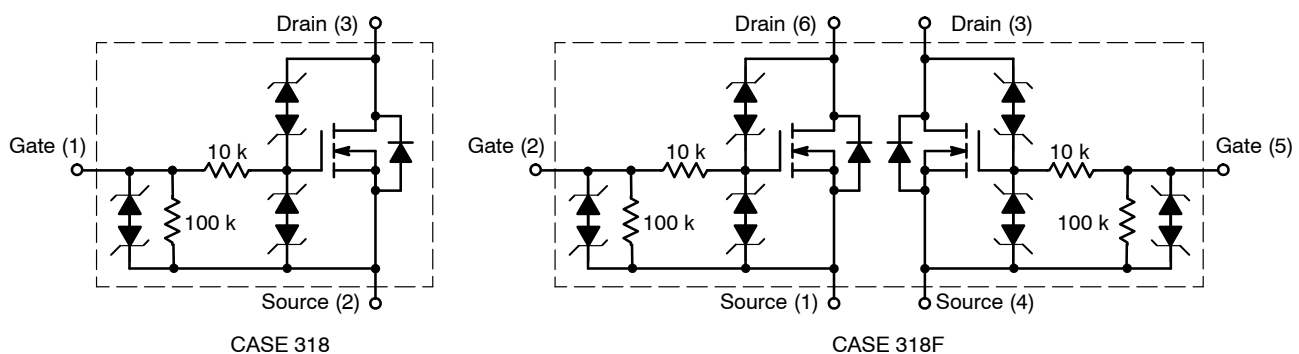 Drain (3)
Drain (6)
Drain (3)
Gate (1)
10 k
100 k
Gate (2)
10 k
100 k
10 k
Gate (5)
100 k
Source (2)
Source (1)
Source (4)
CASE 318
CASE 318F